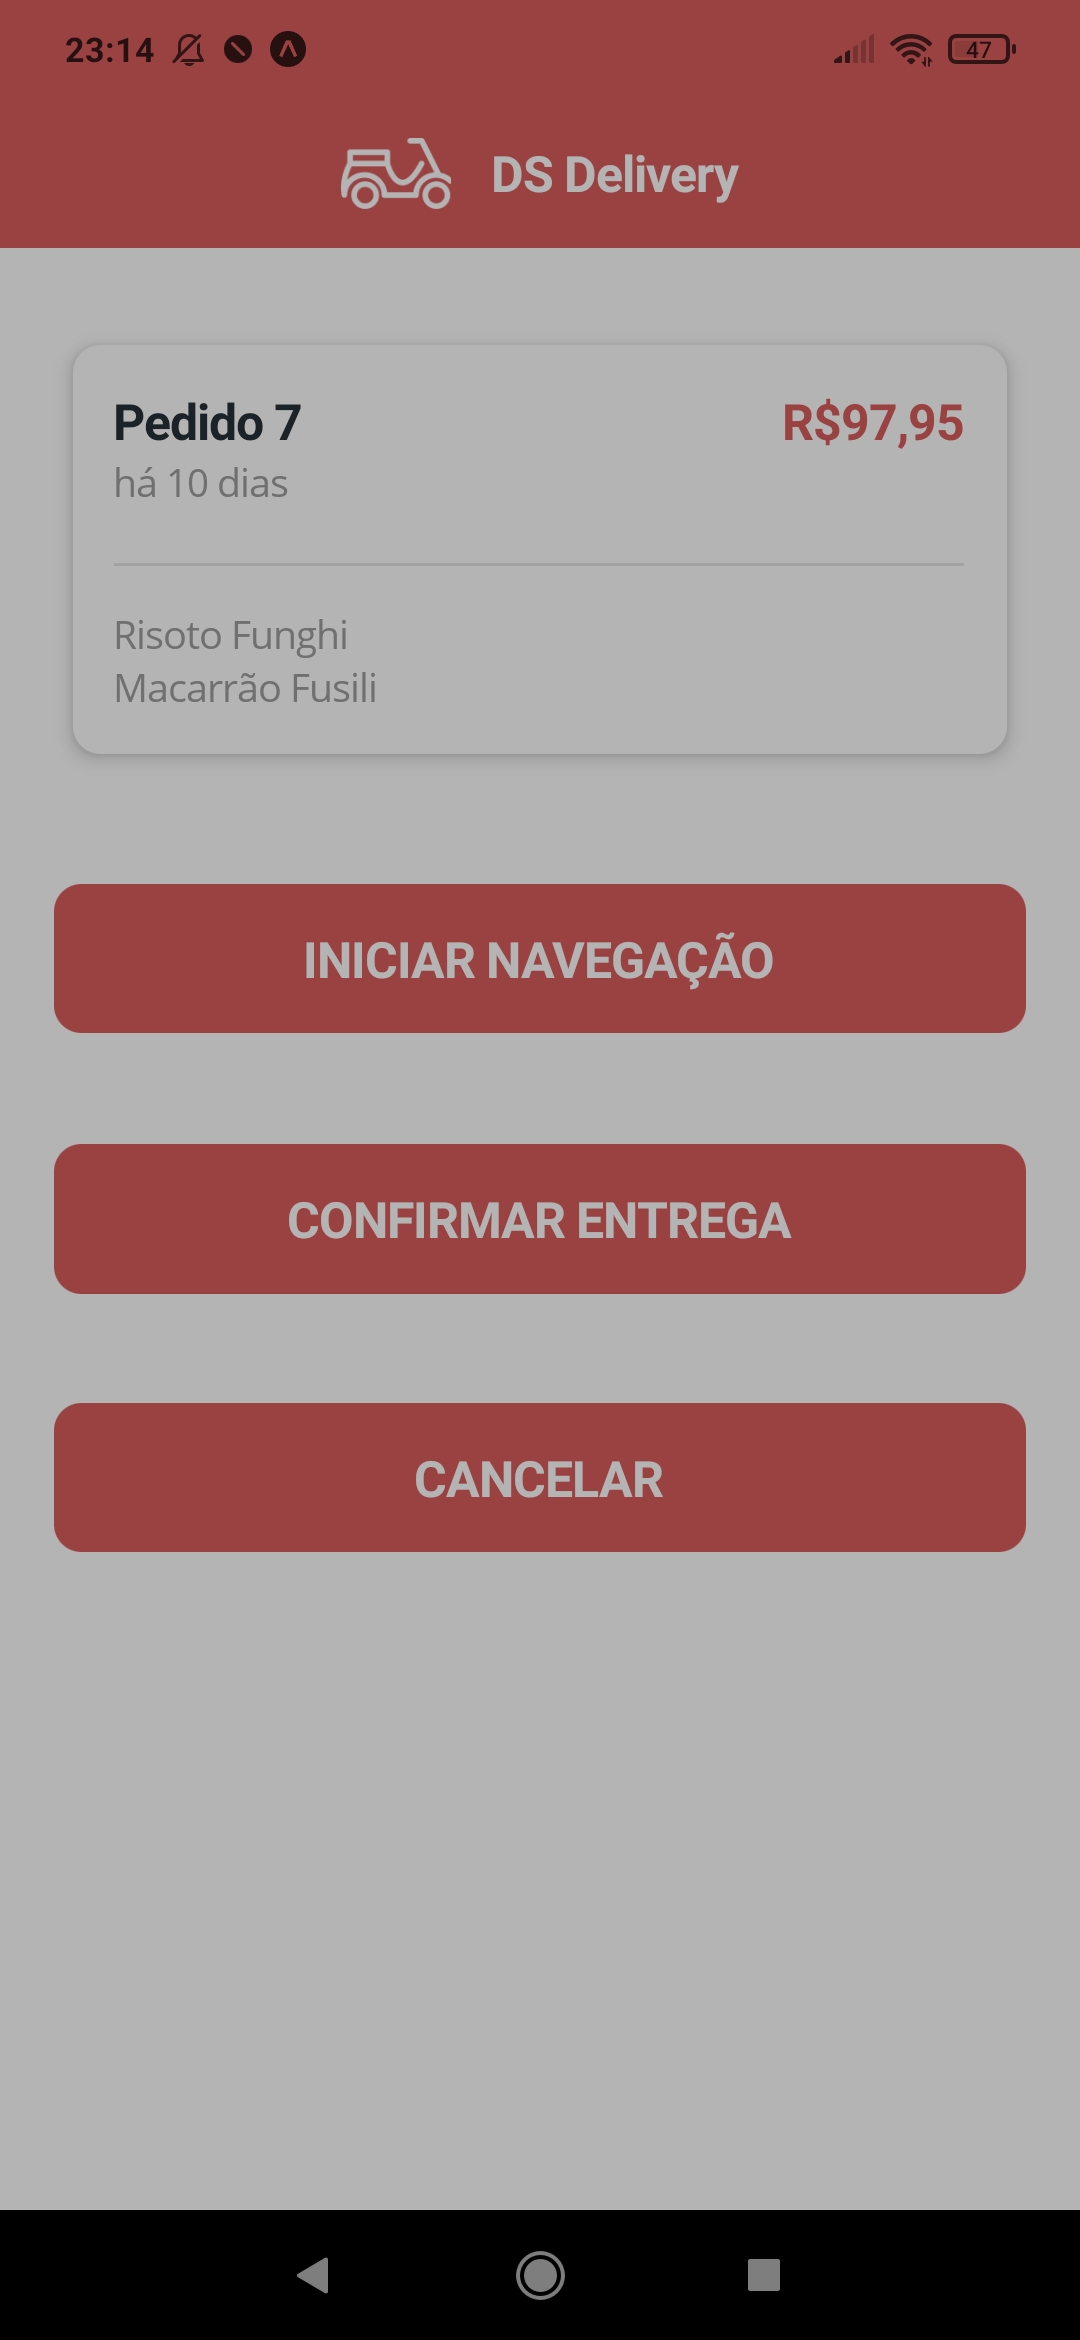 23:14
47
DS Delivery
Pedido 7
R$97,95
há 10 dias
Risoto Funghi
Macarrão Fusili
INICIAR NAVEGAÇÃO
CONFIRMAR ENTREGA
CANCELAR